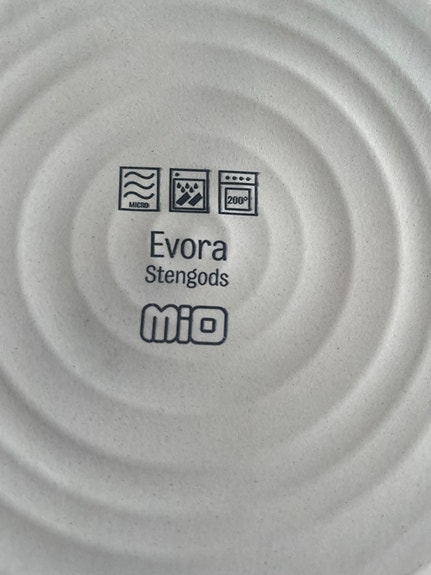 MICRO
200°
Evora
Stengods
MIO